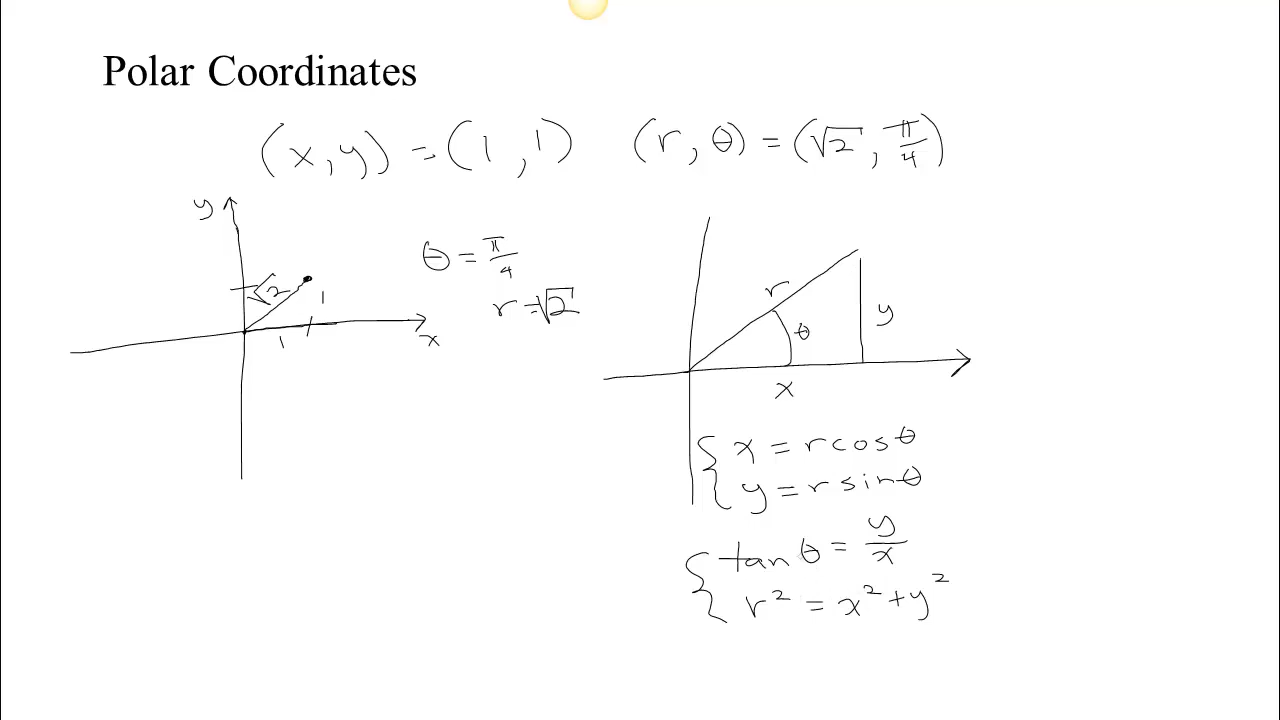 Polar Coordinates
(x, y) = (1, 1) (r, θ) = (√2, π/4)
y
√2
1
1
x
θ = π/4
r = √2
r
θ
y
x
{ x = r cos θ
y = r sin θ
{ tan θ = y/x
r² = x² + y²